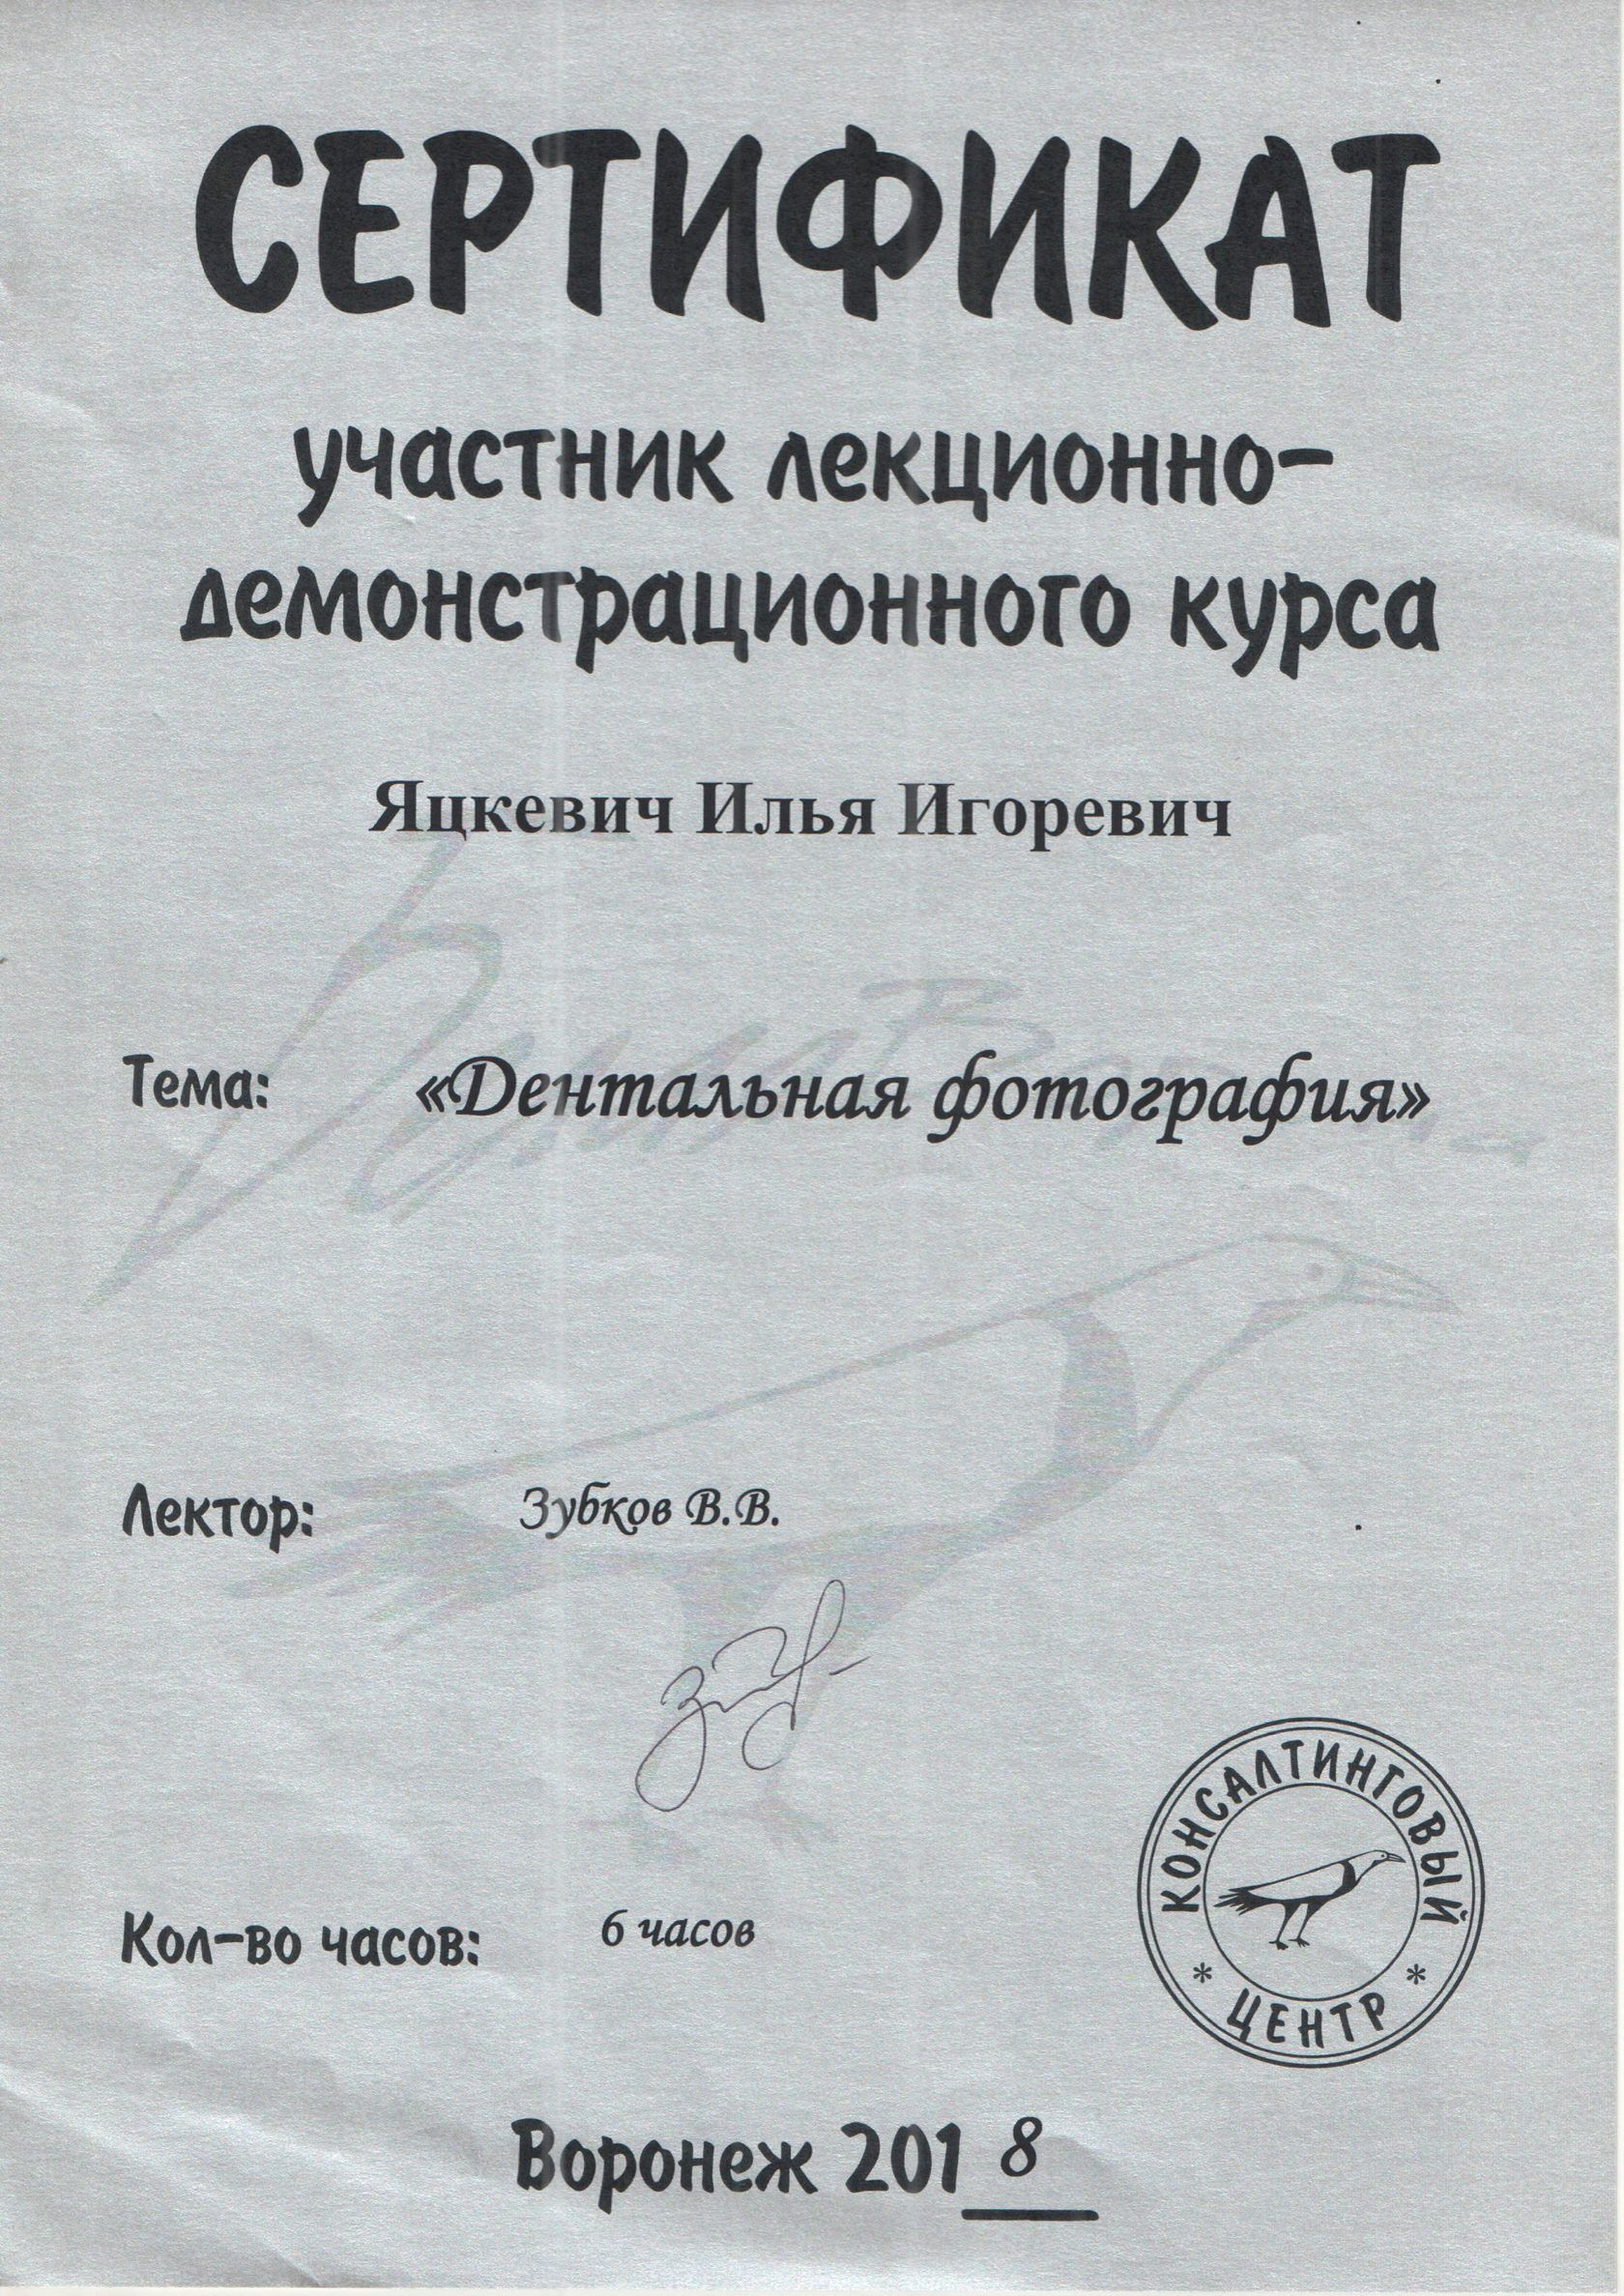 СЕРТИФИКАТ
участник лекционно-
демонстрационного курса
Яцкевич Илья Игоревич
Тема: «Дентальная фотография»
Лектор: Зубков В.В.
КОНСАЛТИНГОВЫЙ
* ЦЕНТР *
Кол-во часов: 6 часов
Воронеж 2018